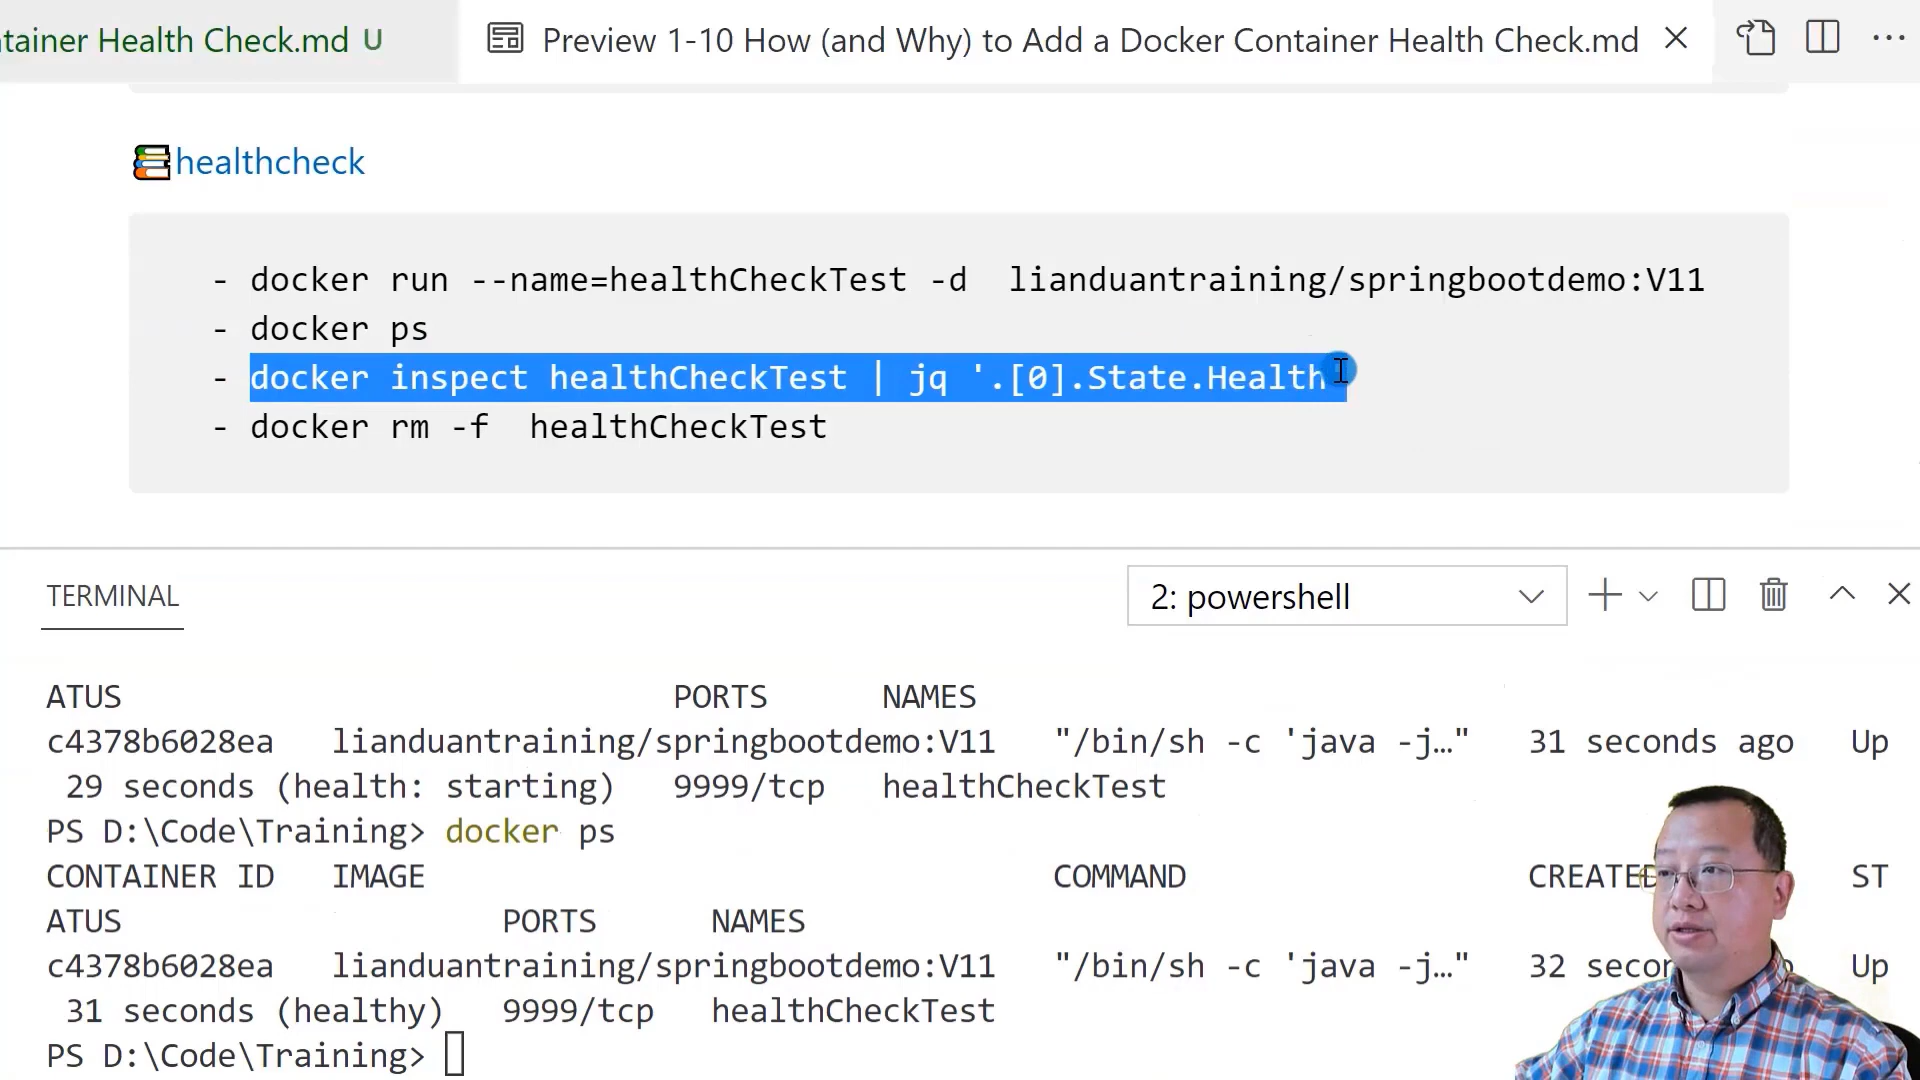 tainer Health Check.md U
Preview 1-10 How (and Why) to Add a Docker Container Health Check.md
healthcheck
- docker run --name=healthCheckTest -d  lianduantraining/springbootdemo:V11
- docker ps
- docker inspect healthCheckTest | jq '.[0].State.Health'
- docker rm -f  healthCheckTest
TERMINAL
2: powershell
ATUS PORTS NAMES
c4378b6028ea lianduantraining/springbootdemo:V11 "/bin/sh -c 'java -j…" 31 seconds ago Up
29 seconds (health: starting) 9999/tcp healthCheckTest
PS D:\Code\Training> docker ps
CONTAINER ID IMAGE COMMAND CREATED ST
ATUS PORTS NAMES
c4378b6028ea lianduantraining/springbootdemo:V11 "/bin/sh -c 'java -j…" 32 Up
31 seconds (healthy) 9999/tcp healthCheckTest
PS D:\Code\Training>